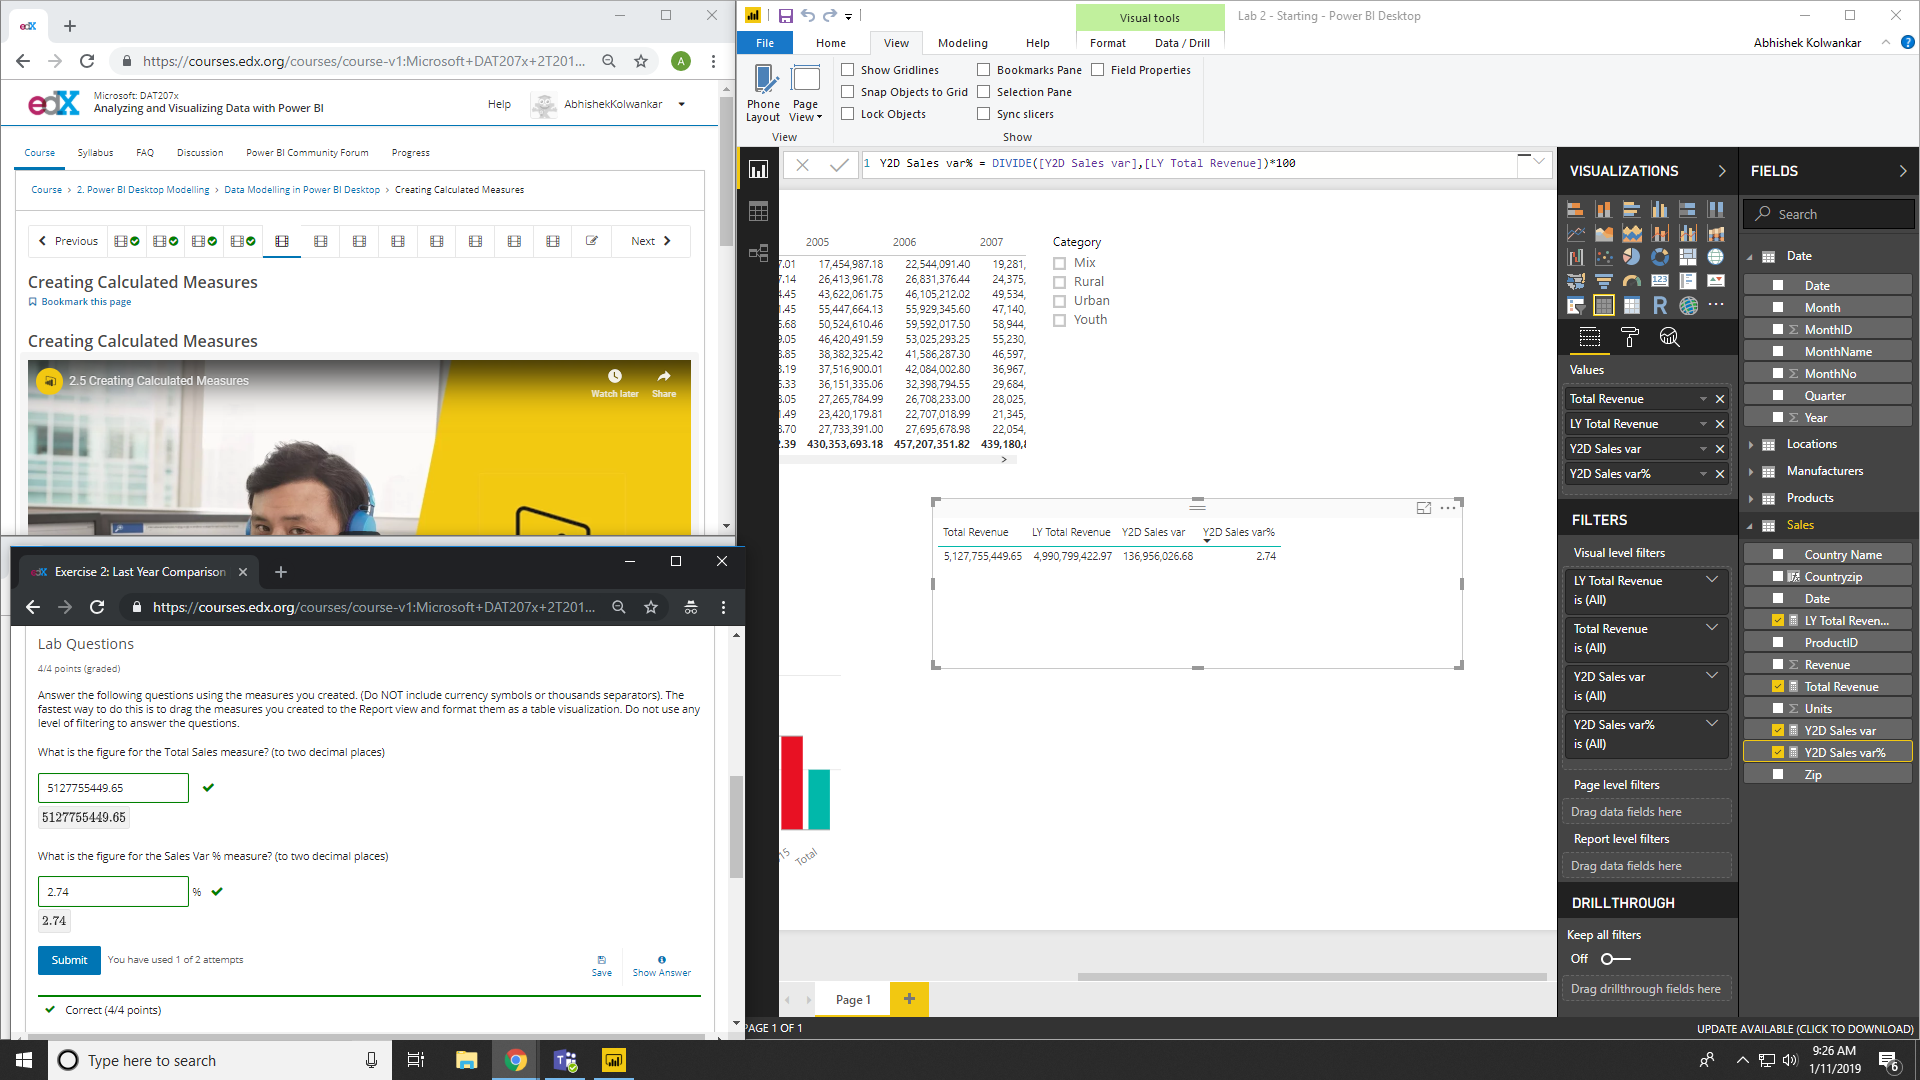 edX
https://courses.edx.org/courses/course-v1:Microsoft+DAT207x+2T201...
A
edX
Microsoft: DAT207x
Analyzing and Visualizing Data with Power BI
Help
AbhishekKolwankar
Course
Syllabus
FAQ
Discussion
Power BI Community Forum
Progress
Course > 2. Power BI Desktop Modelling > Data Modelling in Power BI Desktop > Creating Calculated Measures
Previous
Next
Creating Calculated Measures
Bookmark this page
Creating Calculated Measures
2.5 Creating Calculated Measures
Watch later
Share
edX
Exercise 2: Last Year Comparison
https://courses.edx.org/courses/course-v1:Microsoft+DAT207x+2T201...
Lab Questions
4/4 points (graded)
Answer the following questions using the measures you created. (Do NOT include currency symbols or thousands separators). The
fastest way to do this is to drag the measures you created to the Report view and format them as a table visualization. Do not use any
level of filtering to answer the questions.
What is the figure for the Total Sales measure? (to two decimal places)
5127755449.65
5127755449.65
What is the figure for the Sales Var % measure? (to two decimal places)
2.74 %
2.74
Submit
You have used 1 of 2 attempts
Save
Show Answer
Correct (4/4 points)
Visual tools
Lab 2 - Starting - Power BI Desktop
File
Home
View
Modeling
Help
Format
Data / Drill
Abhishek Kolwankar
Phone
Layout
Page
View
View
Show Gridlines
Snap Objects to Grid
Lock Objects
Bookmarks Pane
Selection Pane
Sync slicers
Field Properties
Show
1 Y2D Sales var% = DIVIDE([Y2D Sales var],[LY Total Revenue])*100
2005 2006 2007
7.01 17,454,987.18 22,544,091.40 19,281,
7.14 26,413,961.78 26,831,376.44 24,375,
4.45 43,622,061.75 46,105,212.02 49,534,
1.45 55,447,664.13 55,929,345.60 47,140,
5.68 50,524,610.46 59,592,017.50 58,944,
9.05 46,420,491.59 53,025,293.25 55,230,
8.85 38,382,325.42 41,586,287.30 46,597,
3.19 37,516,900.01 42,084,002.80 36,967,
5.33 36,151,335.06 32,398,794.55 29,684,
3.05 27,265,784.99 26,708,233.00 28,025,
1.49 23,420,179.81 22,707,018.99 21,345,
3.70 27,733,391.00 27,695,678.98 22,054,
2.39 430,353,693.18 457,207,351.82 439,180,
Category
Mix
Rural
Urban
Youth
Total Revenue LY Total Revenue Y2D Sales var Y2D Sales var%
5,127,755,449.65 4,990,799,422.97 136,956,026.68 2.74
15
Total
Page 1
PAGE 1 OF 1
UPDATE AVAILABLE (CLICK TO DOWNLOAD)
VISUALIZATIONS
123
R
Values
Total Revenue
LY Total Revenue
Y2D Sales var
Y2D Sales var%
FILTERS
Visual level filters
LY Total Revenue
is (All)
Total Revenue
is (All)
Y2D Sales var
is (All)
Y2D Sales var%
is (All)
Page level filters
Drag data fields here
Report level filters
Drag data fields here
DRILLTHROUGH
Keep all filters
Off
Drag drillthrough fields here
FIELDS
Search
Date
Date
Month
MonthID
MonthName
MonthNo
Quarter
Year
Locations
Manufacturers
Products
Sales
Country Name
Countryzip
Date
LY Total Reven...
ProductID
Revenue
Total Revenue
Units
Y2D Sales var
Y2D Sales var%
Zip
Type here to search
9:26 AM
1/11/2019
6